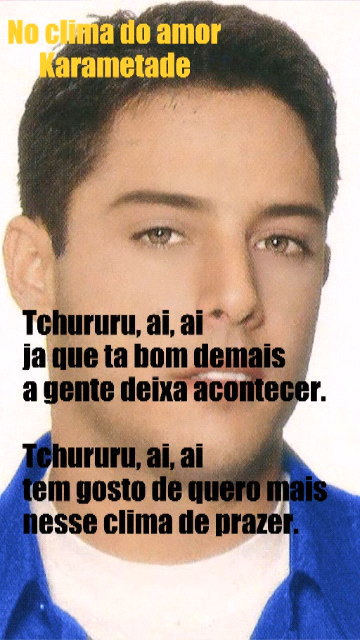 No clima do amor
Karametade
Tchururu, ai, ai
ja que ta bom demais
a gente deixa acontecer.
Tchururu, ai, ai
tem gosto de quero mais
nesse clima de prazer.